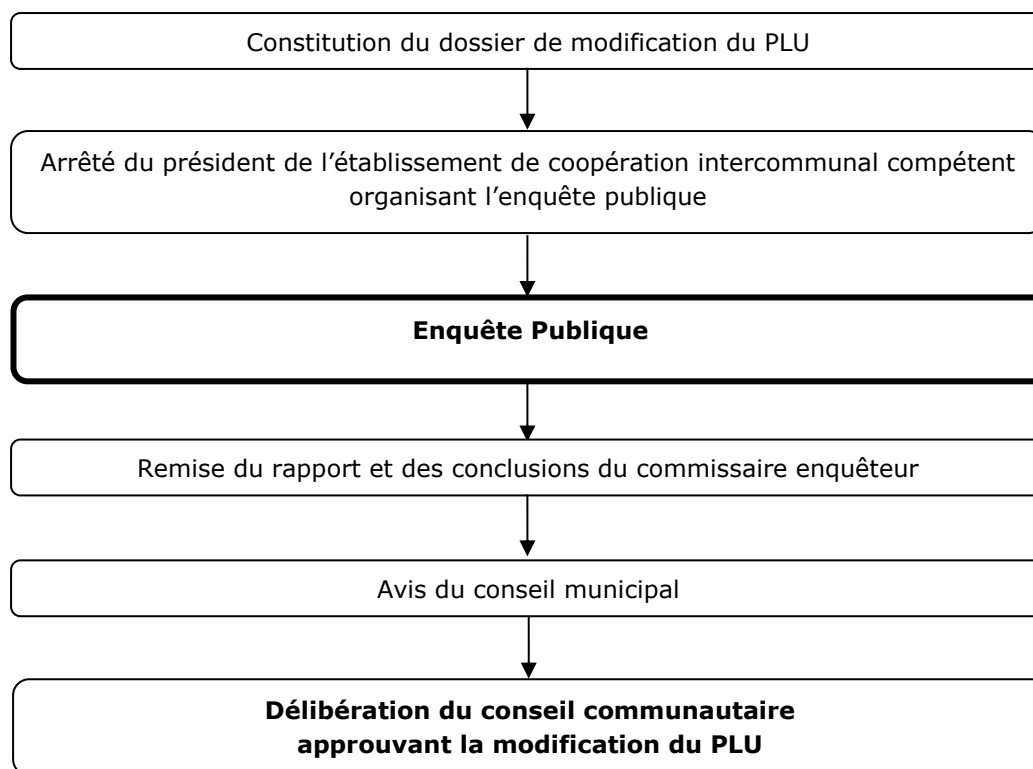 Constitution du dossier de modification du PLU
Arrêté du président de l’établissement de coopération intercommunal compétent
organisant l’enquête publique
Enquête Publique
Remise du rapport et des conclusions du commissaire enquêteur
Avis du conseil municipal
Délibération du conseil communautaire
approuvant la modification du PLU